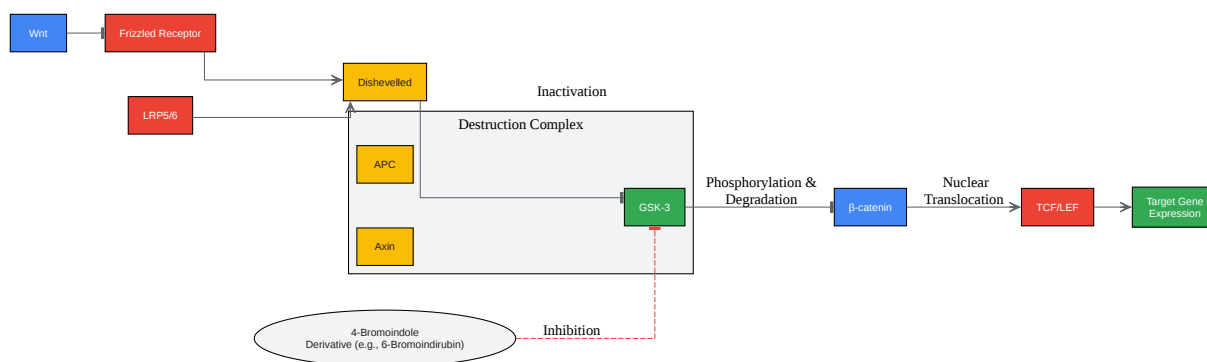 Wnt
Frizzled Receptor
Dishevelled
Inactivation
LRP5/6
Destruction Complex
APC
Phosphorylation &
Degradation
Nuclear
Translocation
GSK-3
β-catenin
TCF/LEF
Target Gene
Expression
Axin
4-Bromoindole
Derivative (e.g., 6-Bromoindirubin)
Inhibition